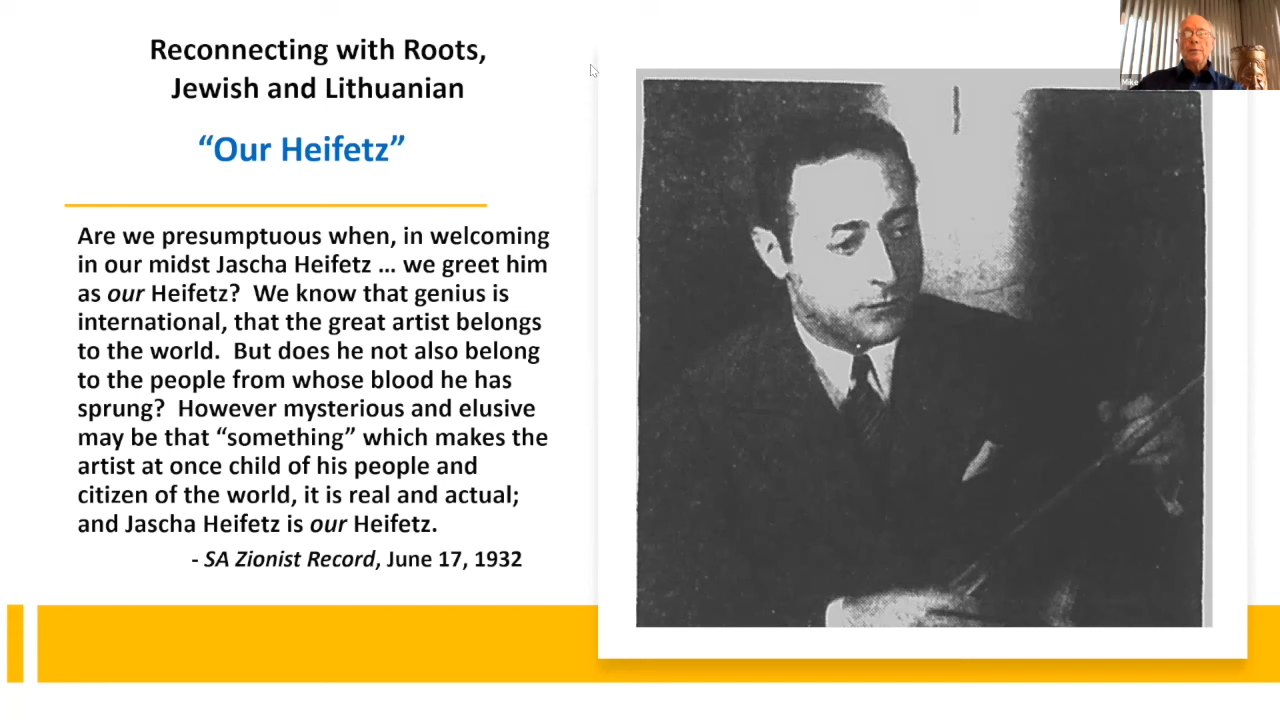 Reconnecting with Roots,
Jewish and Lithuanian
“Our Heifetz”
Are we presumptuous when, in welcoming
in our midst Jascha Heifetz … we greet him
as our Heifetz?  We know that genius is
international, that the great artist belongs
to the world.  But does he not also belong
to the people from whose blood he has
sprung?  However mysterious and elusive
may be that “something” which makes the
artist at once child of his people and
citizen of the world, it is real and actual;
and Jascha Heifetz is our Heifetz.
- SA Zionist Record, June 17, 1932
Mike